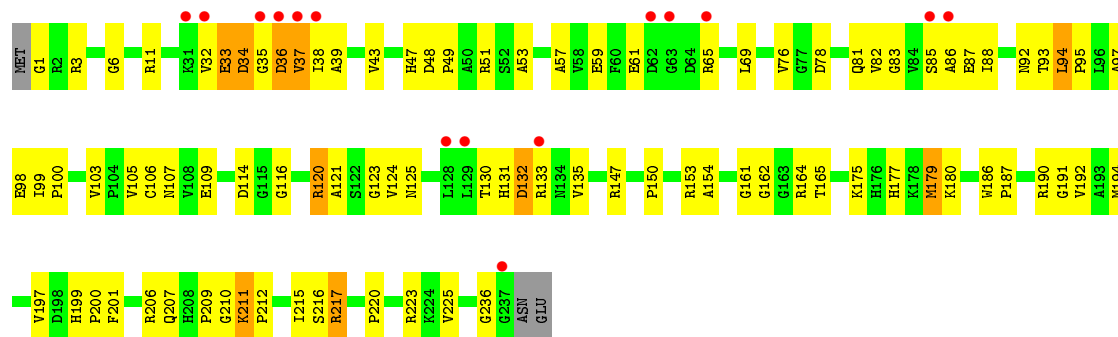 MET G1 R2 R3 G6 R11 K31 V32 E33 D34 G35 D36 V37 I38 A39 V43 H47 D48 P49 A50 R51 S52 A53 A57 V58 E59 F60 E61 D62 G63 D64 R65 L69 V76 G77 D78 Q81 V82 G83 V84 S85 A86 E87 I88 N92 T93 L94 P95 L96 A97
E98 I99 P100 V103 P104 V105 C106 N107 V108 E109 D114 G115 G116 R120 A121 S122 G123 V124 N125 L128 L129 T130 H131 D132 R133 N134 V135 R147 P150 R153 A154 G161 G162 G163 R164 T165 K175 H176 H177 K178 M179 K180 W186 P187 R190 G191 V192 A193 M194
V197 D198 H199 P200 F201 R206 Q207 H208 P209 G210 K211 P212 I215 S216 R217 P220 R223 K224 V225 G236 G237 ASN GLU